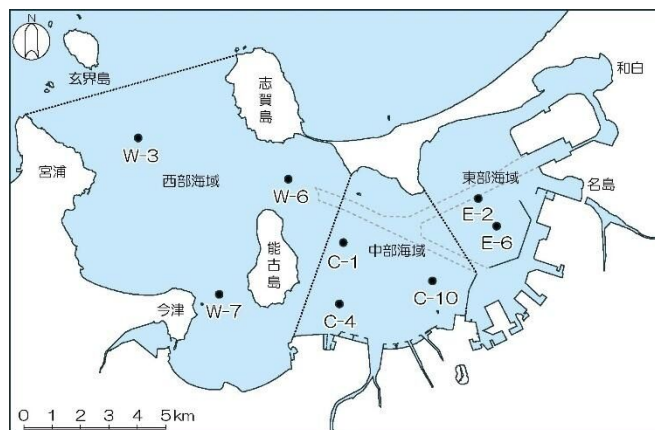 N
玄界島
志賀島
和白
W-3
宮浦
西部海域
W-6
東部海域
名島
E-2
E-6
能古島
C-1
中部海域
C-10
今津
W-7
C-4
0 1 2 3 4 5km